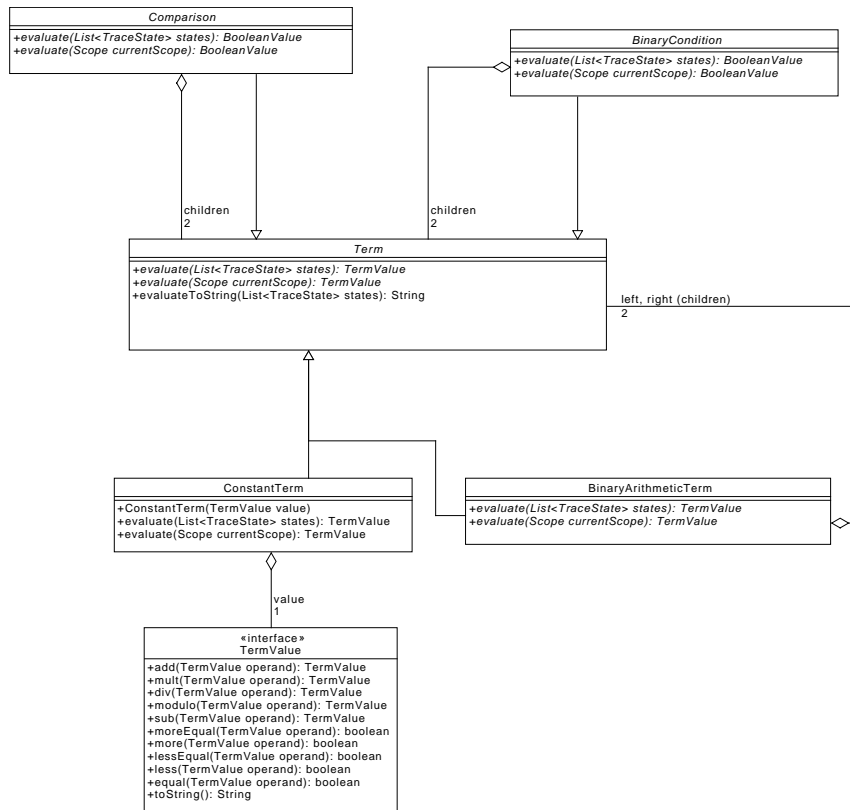 Comparison
+evaluate(List<TraceState> states): BooleanValue
+evaluate(Scope currentScope): BooleanValue
BinaryCondition
+evaluate(List<TraceState> states): BooleanValue
+evaluate(Scope currentScope): BooleanValue
children
2
children
2
Term
+evaluate(List<TraceState> states): TermValue
+evaluate(Scope currentScope): TermValue
+evaluateToString(List<TraceState> states): String
left, right (children)
2
ConstantTerm
+ConstantTerm(TermValue value)
+evaluate(List<TraceState> states): TermValue
+evaluate(Scope currentScope): TermValue
BinaryArithmeticTerm
+evaluate(List<TraceState> states): TermValue
+evaluate(Scope currentScope): TermValue
value
1
«interface»
TermValue
+add(TermValue operand): TermValue
+mult(TermValue operand): TermValue
+div(TermValue operand): TermValue
+modulo(TermValue operand): TermValue
+sub(TermValue operand): TermValue
+moreEqual(TermValue operand): boolean
+more(TermValue operand): boolean
+lessEqual(TermValue operand): boolean
+less(TermValue operand): boolean
+equal(TermValue operand): boolean
+toString(): String